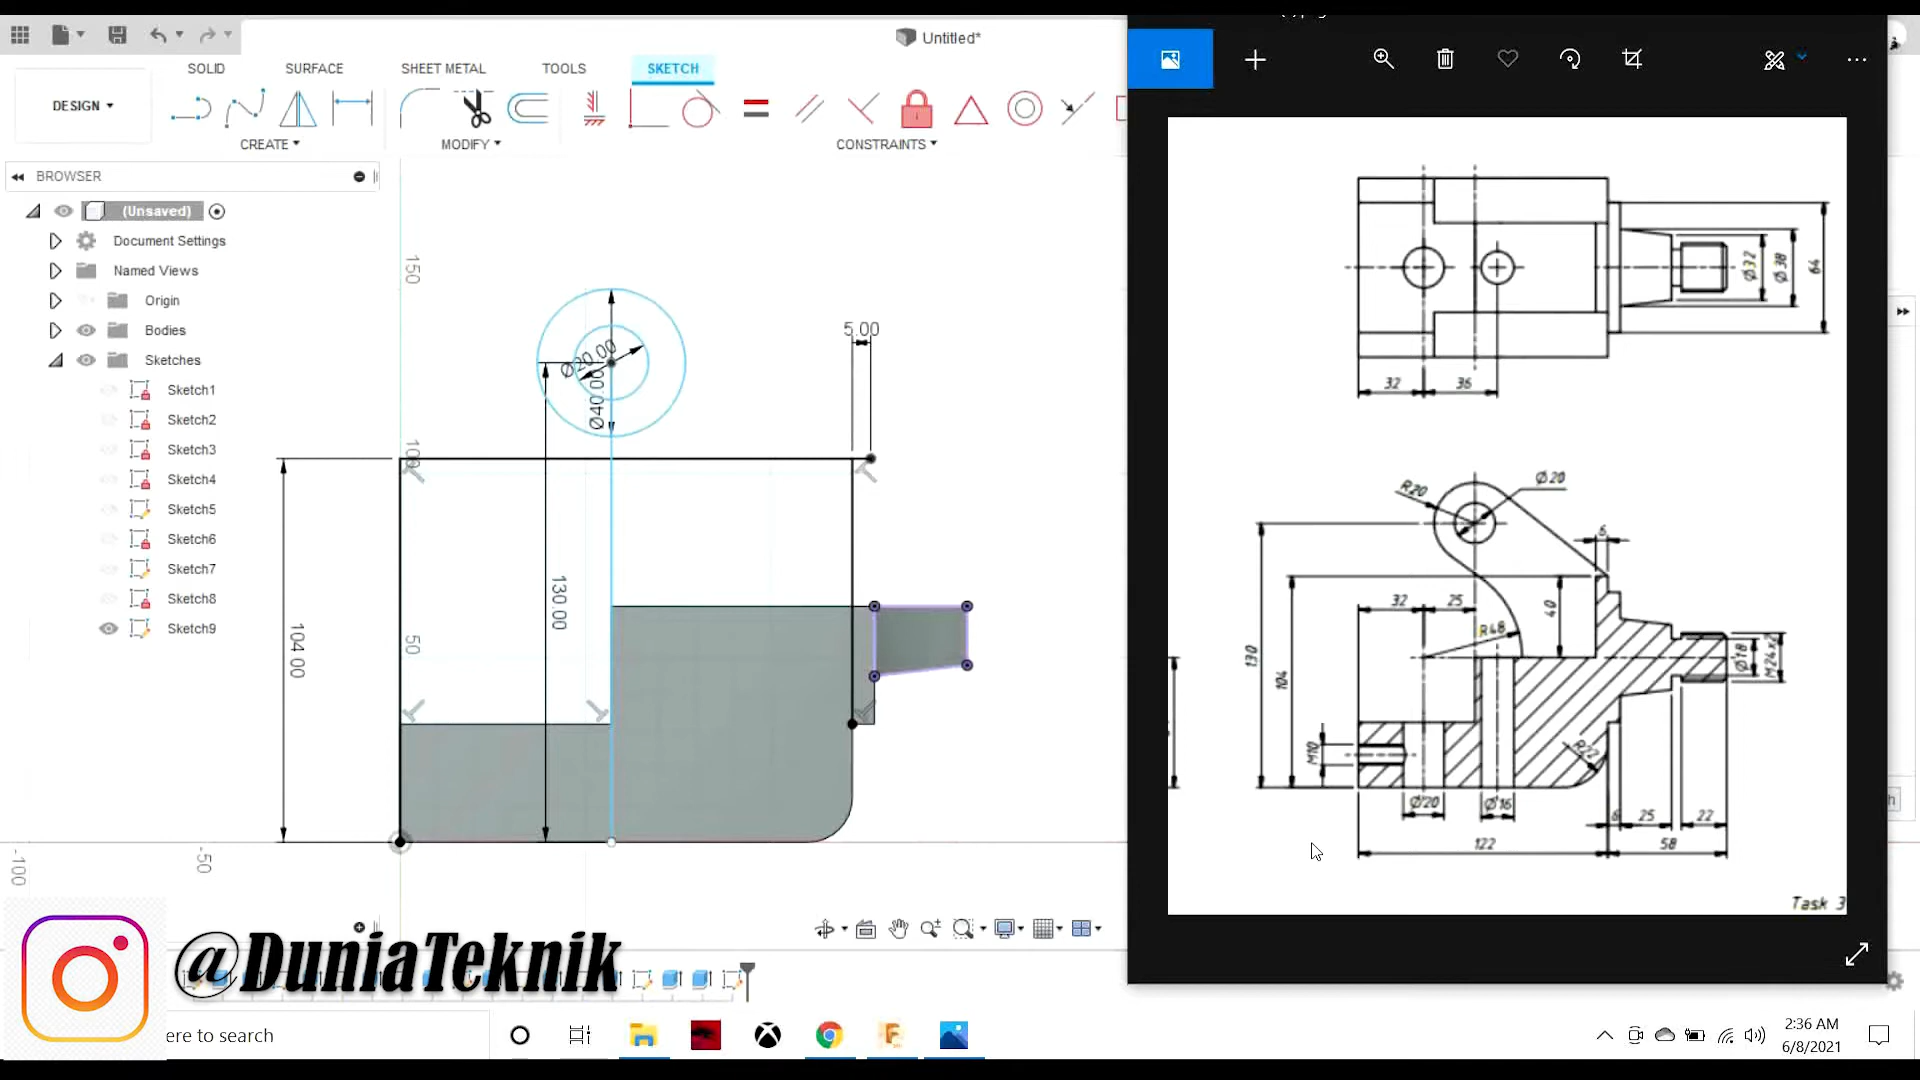 Untitled*
SOLID SURFACE SHEET METAL TOOLS SKETCH
DESIGN
CREATE MODIFY CONSTRAINTS
BROWSER
(Unsaved)
Document Settings
Named Views
Origin
Bodies
Sketches
Sketch1
Sketch2
Sketch3
Sketch4
Sketch5
Sketch6
Sketch7
Sketch8
Sketch9
150
100
50
-50
-100
Ø20.00
Ø40.00
5.00
130.00
104.00
32 36
Ø32
Ø38
64
R20
Ø20
6
32 25
40
R48
130
104
Ø18
M24x2
M10
R22
Ø20 Ø16
6 25 22
122 58
Task 3
@DuniaTeknik
ere to search
2:36 AM
6/8/2021